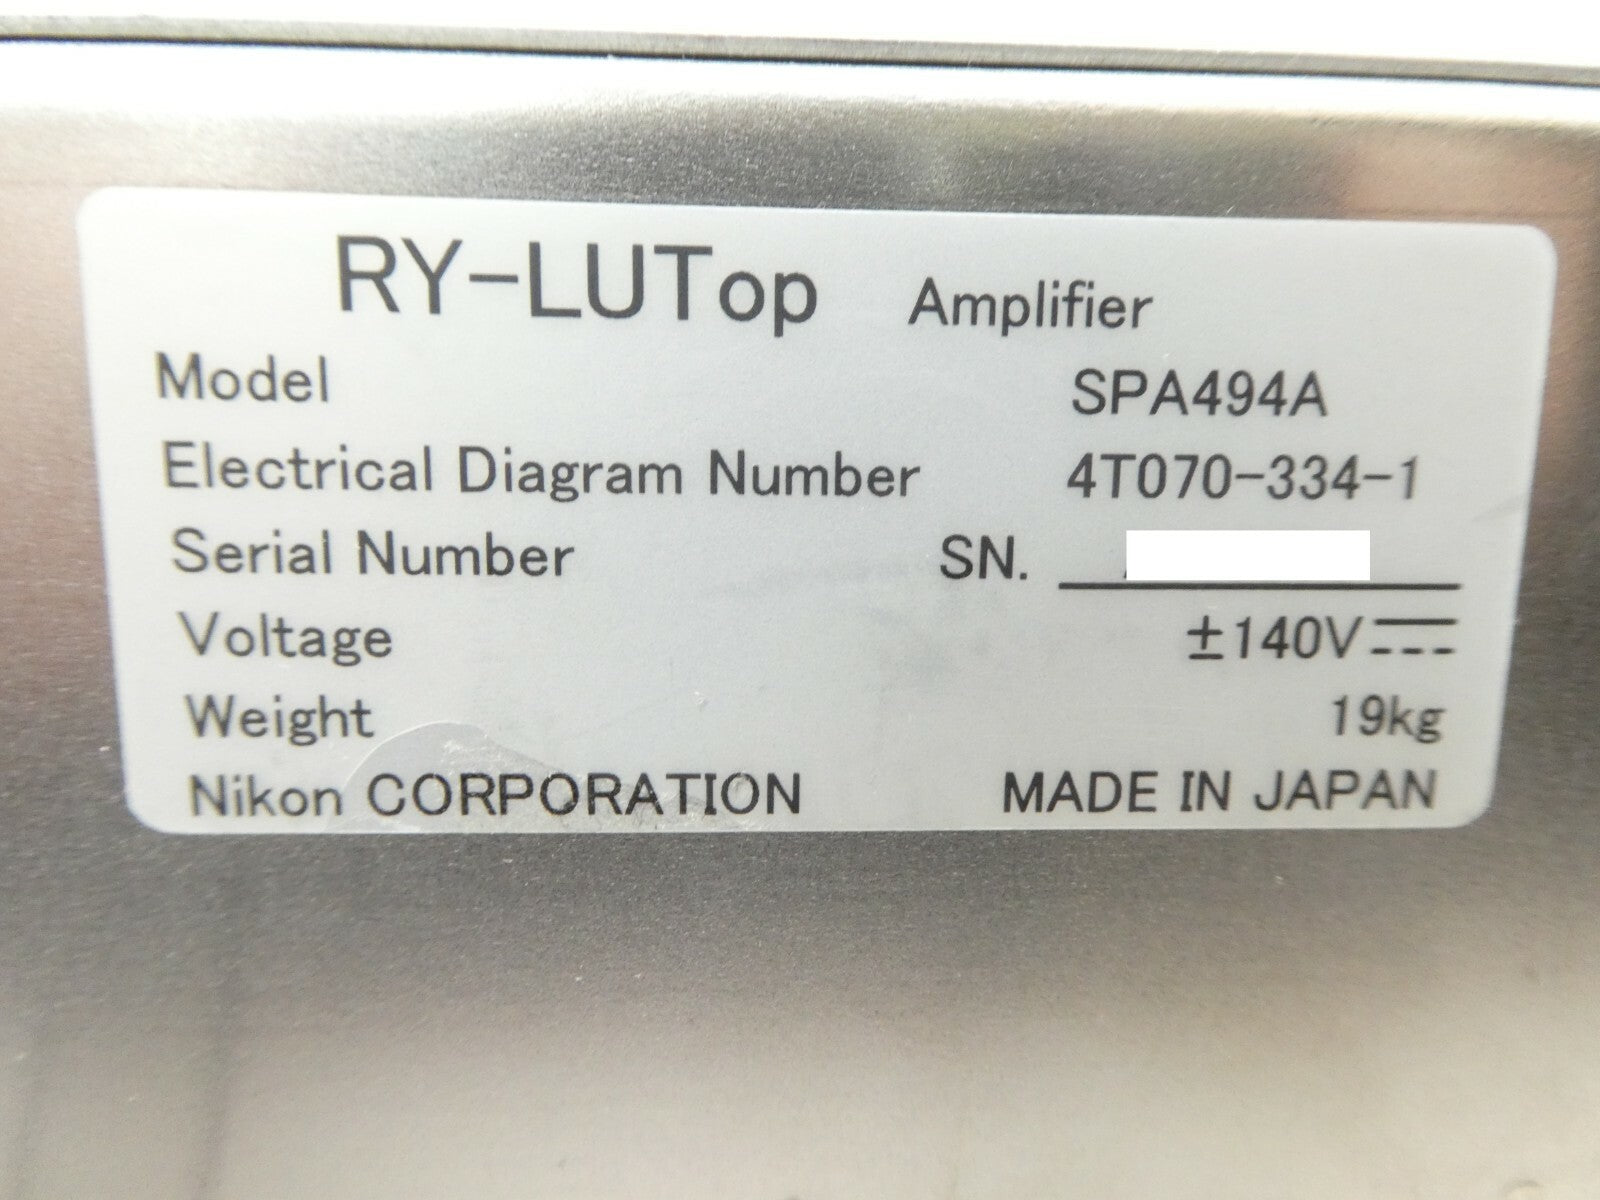 RY-LUTop Amplifier
Model SPA494A
Electrical Diagram Number 4T070-334-1
Serial Number SN.
Voltage ±140V⎓
Weight 19kg
Nikon CORPORATION MADE IN JAPAN